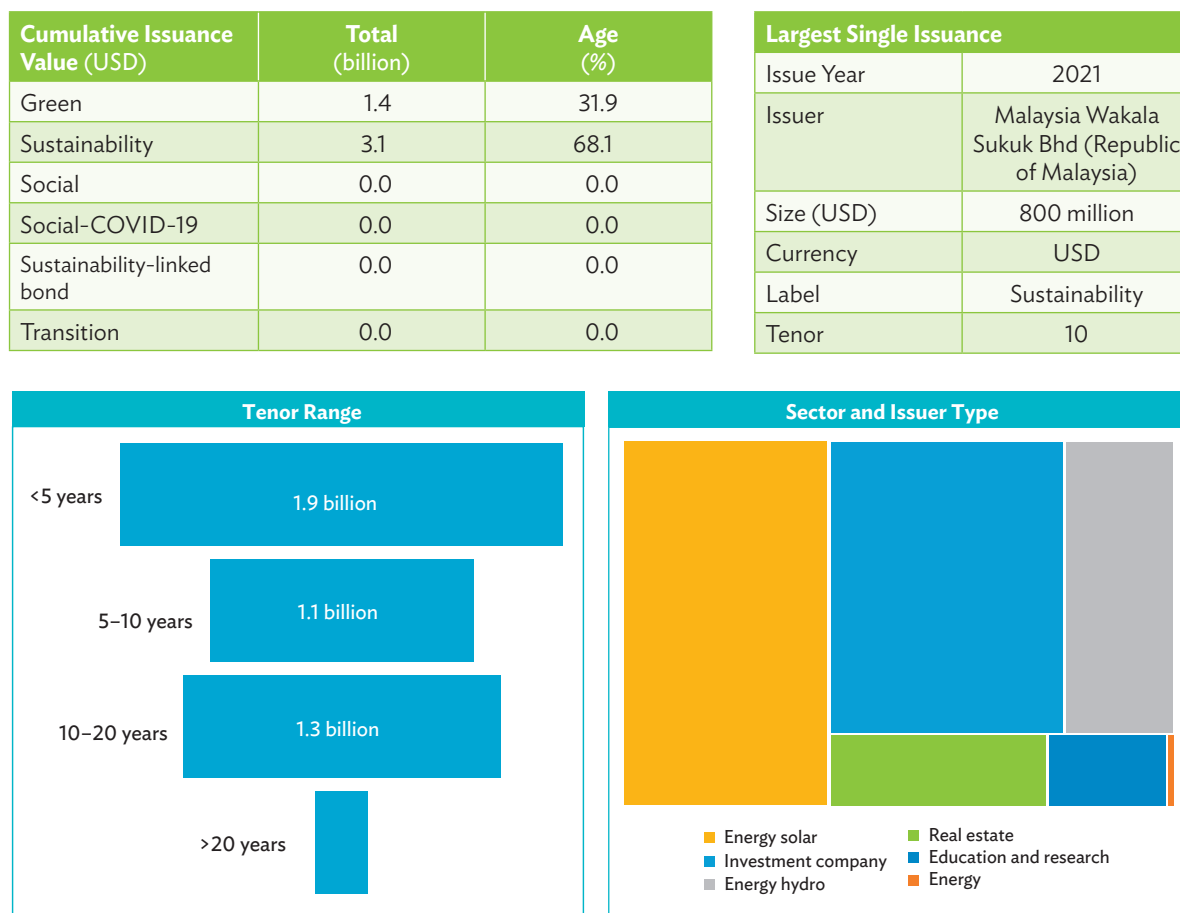 Cumulative Issuance Value (USD) Total (billion) Age (%)
Green 1.4 31.9
Sustainability 3.1 68.1
Social 0.0 0.0
Social-COVID-19 0.0 0.0
Sustainability-linked bond 0.0 0.0
Transition 0.0 0.0
Largest Single Issuance
Issue Year 2021
Issuer Malaysia Wakala Sukuk Bhd (Republic of Malaysia)
Size (USD) 800 million
Currency USD
Label Sustainability
Tenor 10
Tenor Range
<5 years 1.9 billion
5–10 years 1.1 billion
10–20 years 1.3 billion
>20 years
Sector and Issuer Type
Energy solar
Investment company
Energy hydro
Real estate
Education and research
Energy